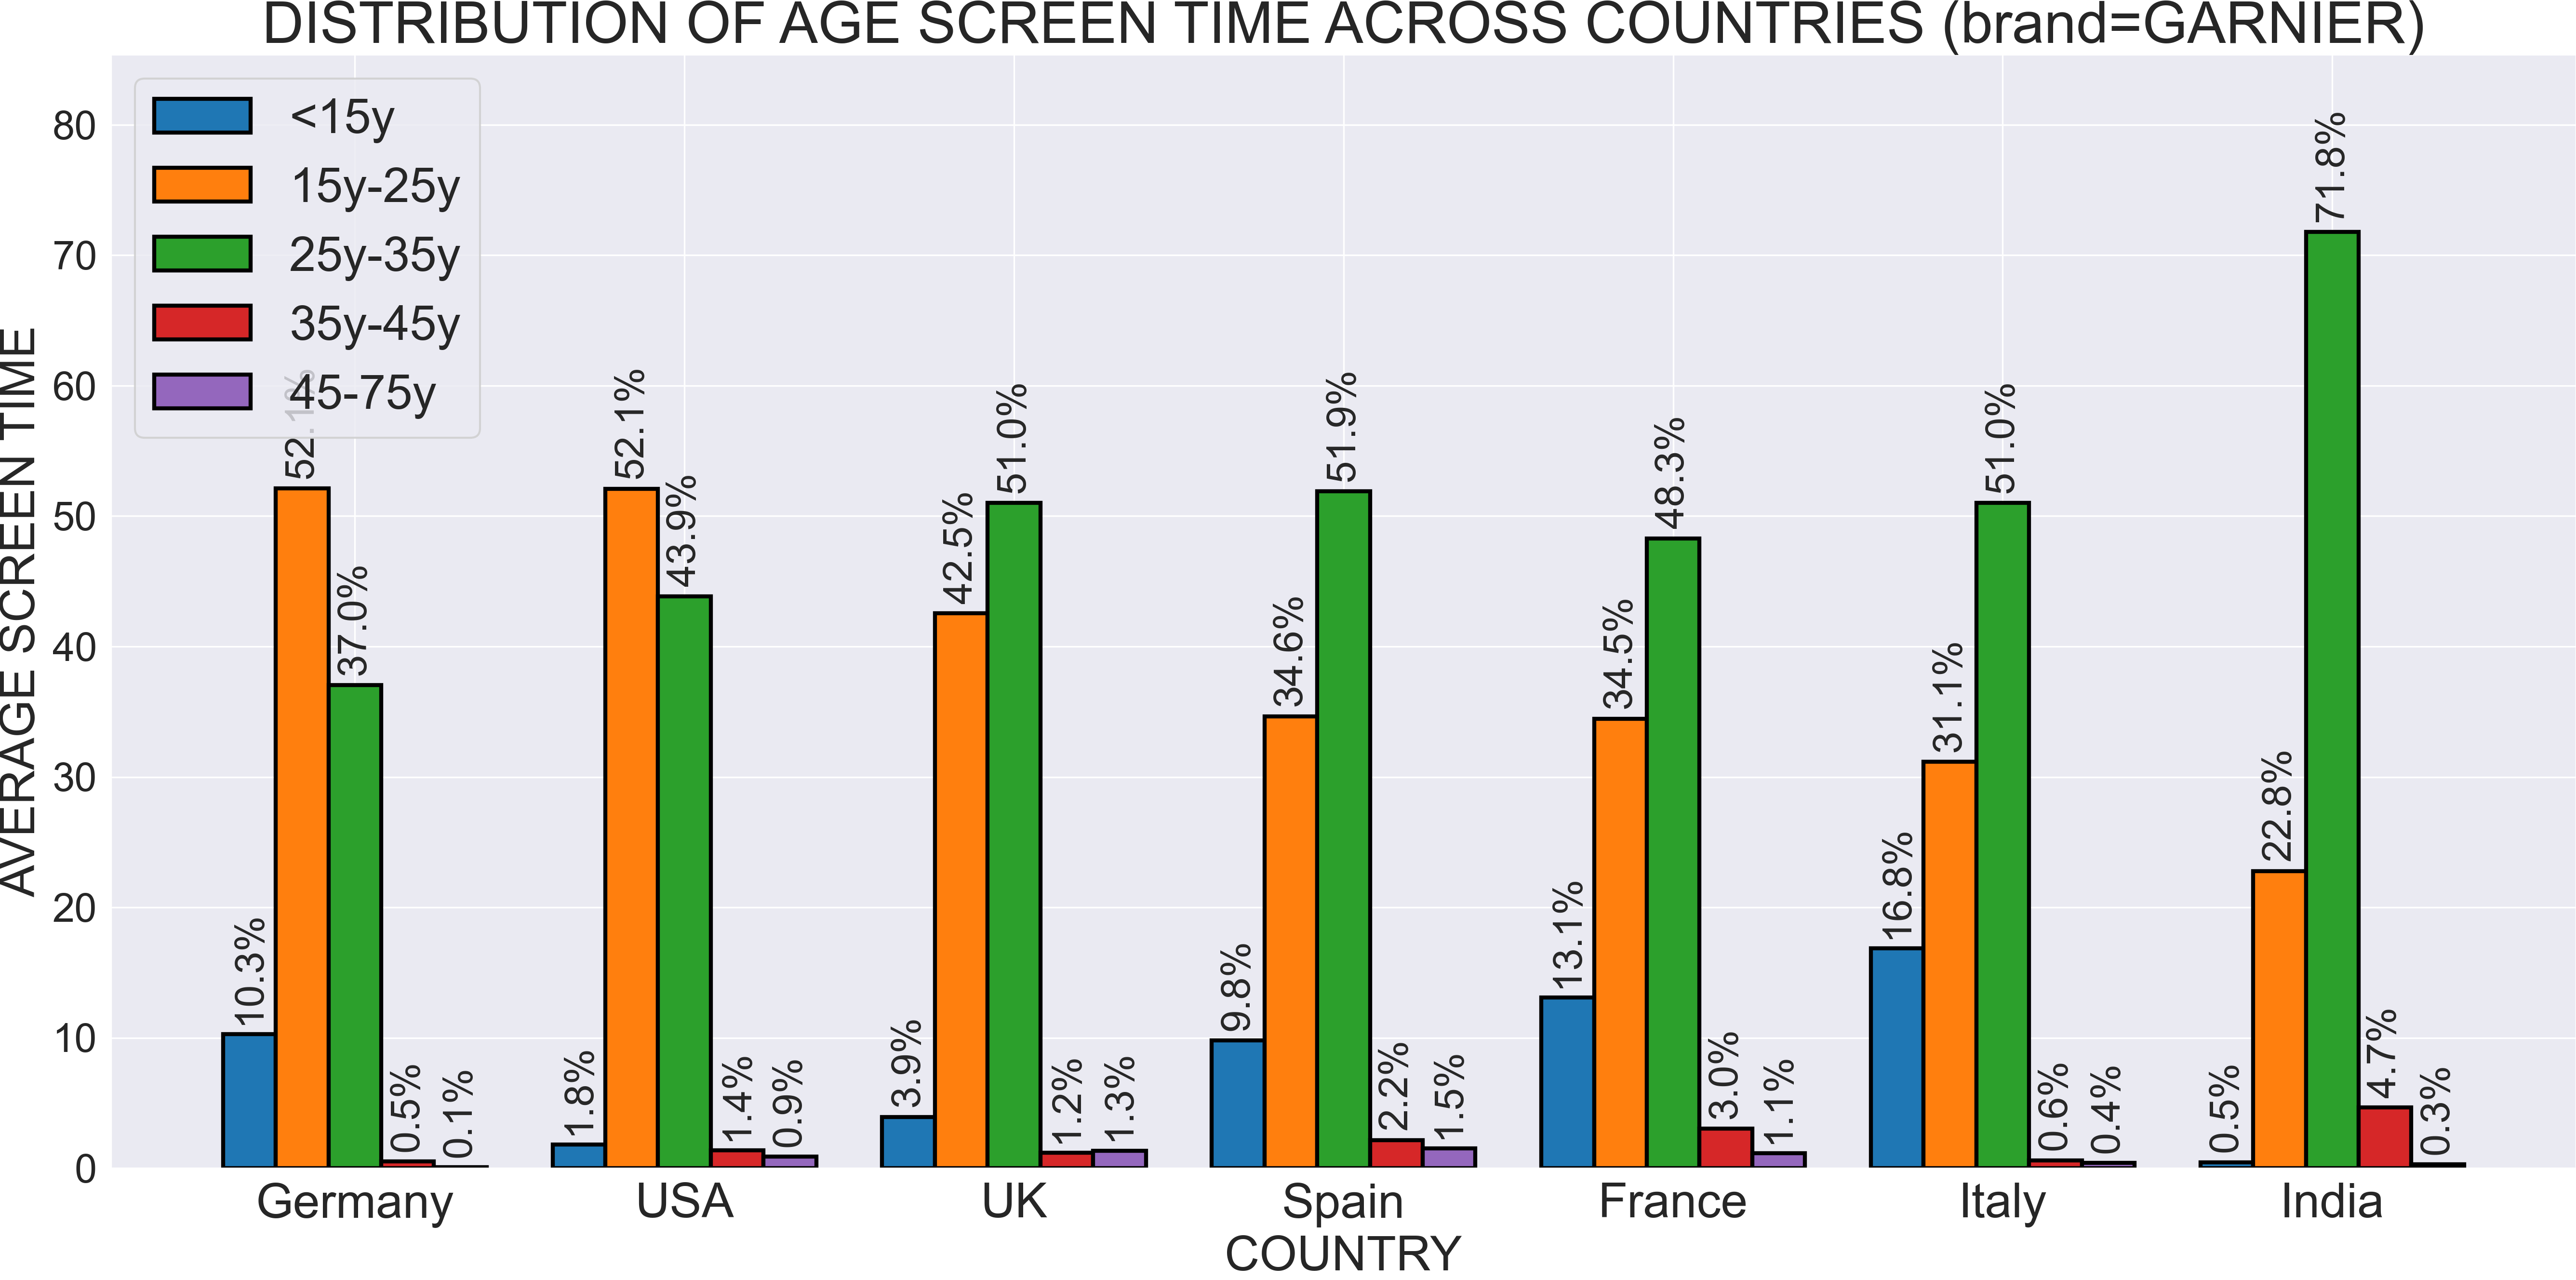 DISTRIBUTION OF AGE SCREEN TIME ACROSS COUNTRIES (brand=GARNIER)
AVERAGE SCREEN TIME
80
70
60
50
40
30
20
10
0
<15y
15y-25y
25y-35y
35y-45y
45-75y
10.3%
52.1%
37.0%
0.5%
0.1%
1.8%
52.1%
43.9%
1.4%
0.9%
3.9%
42.5%
51.0%
1.2%
1.3%
9.8%
34.6%
51.9%
2.2%
1.5%
13.1%
34.5%
48.3%
3.0%
1.1%
16.8%
31.1%
51.0%
0.6%
0.4%
0.5%
22.8%
71.8%
4.7%
0.3%
Germany
USA
UK
Spain
France
Italy
India
COUNTRY